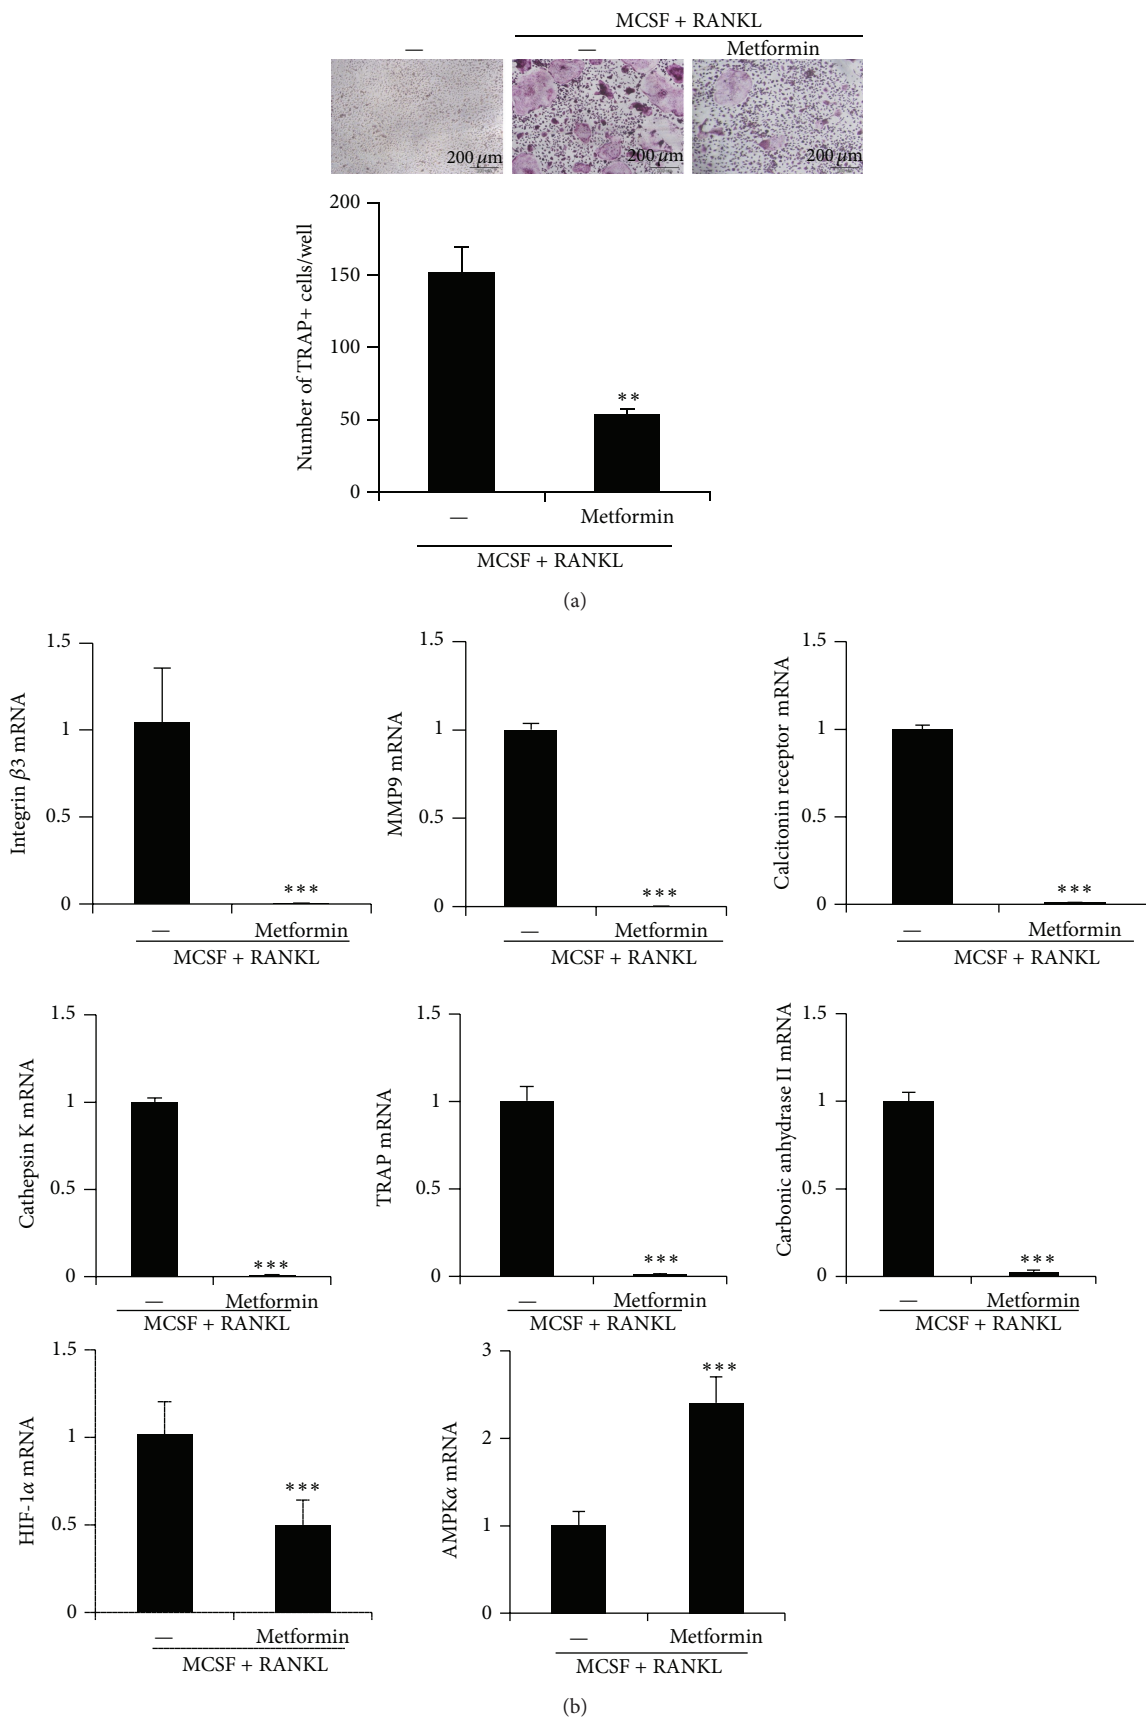 MCSF + RANKL
— — Metformin
200 μm 200 μm 200 μm
Number of TRAP+ cells/well
200
150
100
50
0
**
— Metformin
MCSF + RANKL
(a)
Integrin β3 mRNA
1.5
1
0.5
0
***
— Metformin
MCSF + RANKL
MMP9 mRNA
1.5
1
0.5
0
***
— Metformin
MCSF + RANKL
Calcitonin receptor mRNA
1.5
1
0.5
0
***
— Metformin
MCSF + RANKL
Cathepsin K mRNA
1.5
1
0.5
0
***
— Metformin
MCSF + RANKL
TRAP mRNA
1.5
1
0.5
0
***
— Metformin
MCSF + RANKL
Carbonic anhydrase II mRNA
1.5
1
0.5
0
***
— Metformin
MCSF + RANKL
HIF-1α mRNA
1.5
1
0.5
0
***
— Metformin
MCSF + RANKL
AMPKα mRNA
3
2
1
0
***
— Metformin
MCSF + RANKL
(b)